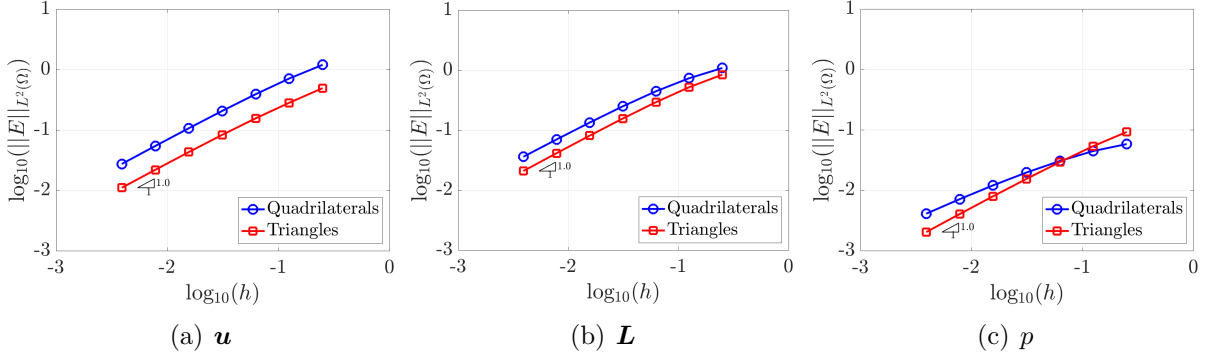 1
0
-1
-2
-3
log10(||E||L2(Ω))
-3
-2
-1
0
log10(h)
1.0
1
Quadrilaterals
Triangles
(a) u
1
0
-1
-2
-3
log10(||E||L2(Ω))
-3
-2
-1
0
log10(h)
1.0
1
Quadrilaterals
Triangles
(b) L
1
0
-1
-2
-3
log10(||E||L2(Ω))
-3
-2
-1
0
log10(h)
1.0
1
Quadrilaterals
Triangles
(c) p